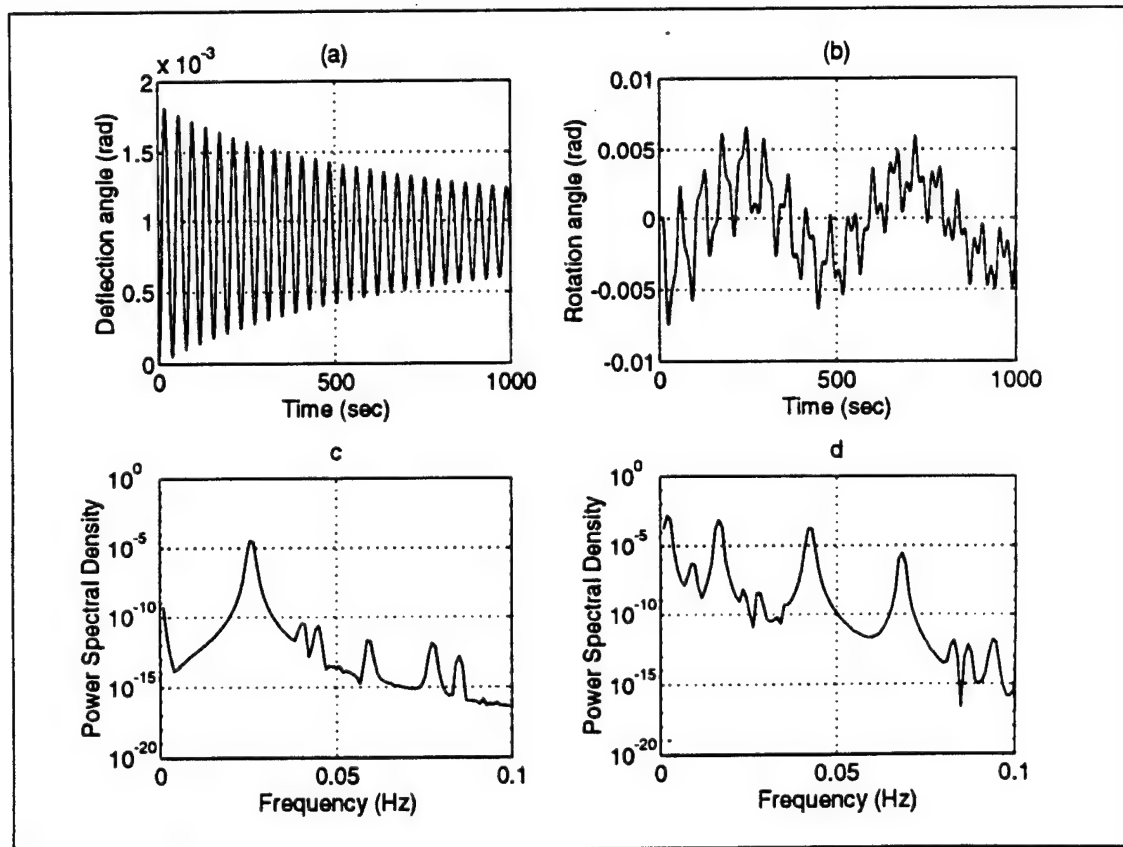 (a)
x 10^-3
2
1.5
1
0.5
0
Deflection angle (rad)
0 500 1000
Time (sec)
(b)
0.01
0.005
0
-0.005
-0.01
Rotation angle (rad)
0 500 1000
Time (sec)
c
10^0
10^-5
10^-10
10^-15
10^-20
Power Spectral Density
0 0.05 0.1
Frequency (Hz)
d
10^0
10^-5
10^-10
10^-15
10^-20
Power Spectral Density
0 0.05 0.1
Frequency (Hz)